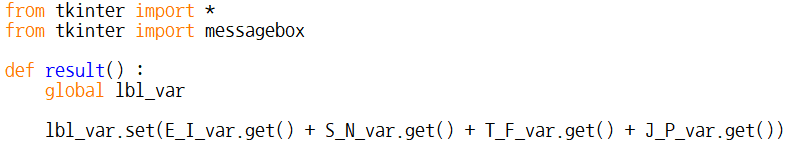 from tkinter import *
from tkinter import messagebox
def result() :
    global lbl_var
    lbl_var.set(E_I_var.get() + S_N_var.get() + T_F_var.get() + J_P_var.get())